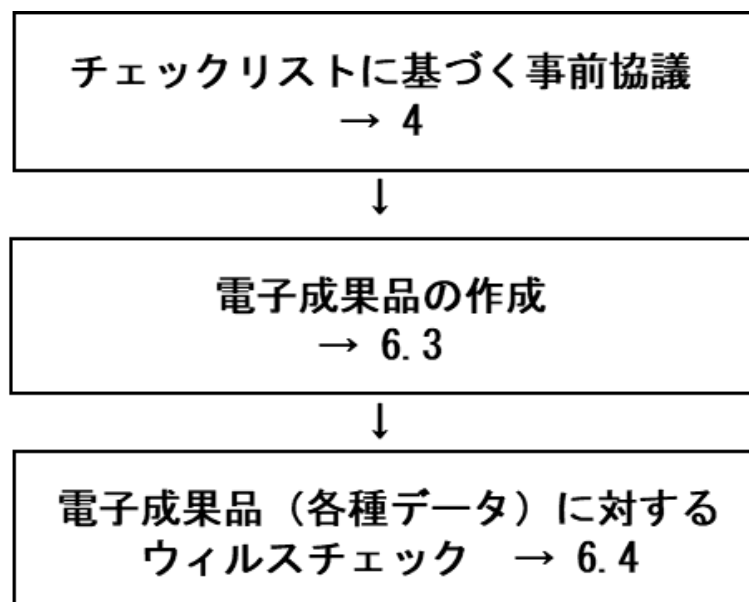 チェックリストに基づく事前協議
→ 4
↓
電子成果品の作成
→ 6.3
↓
電子成果品（各種データ）に対する
ウィルスチェック　→ 6.4